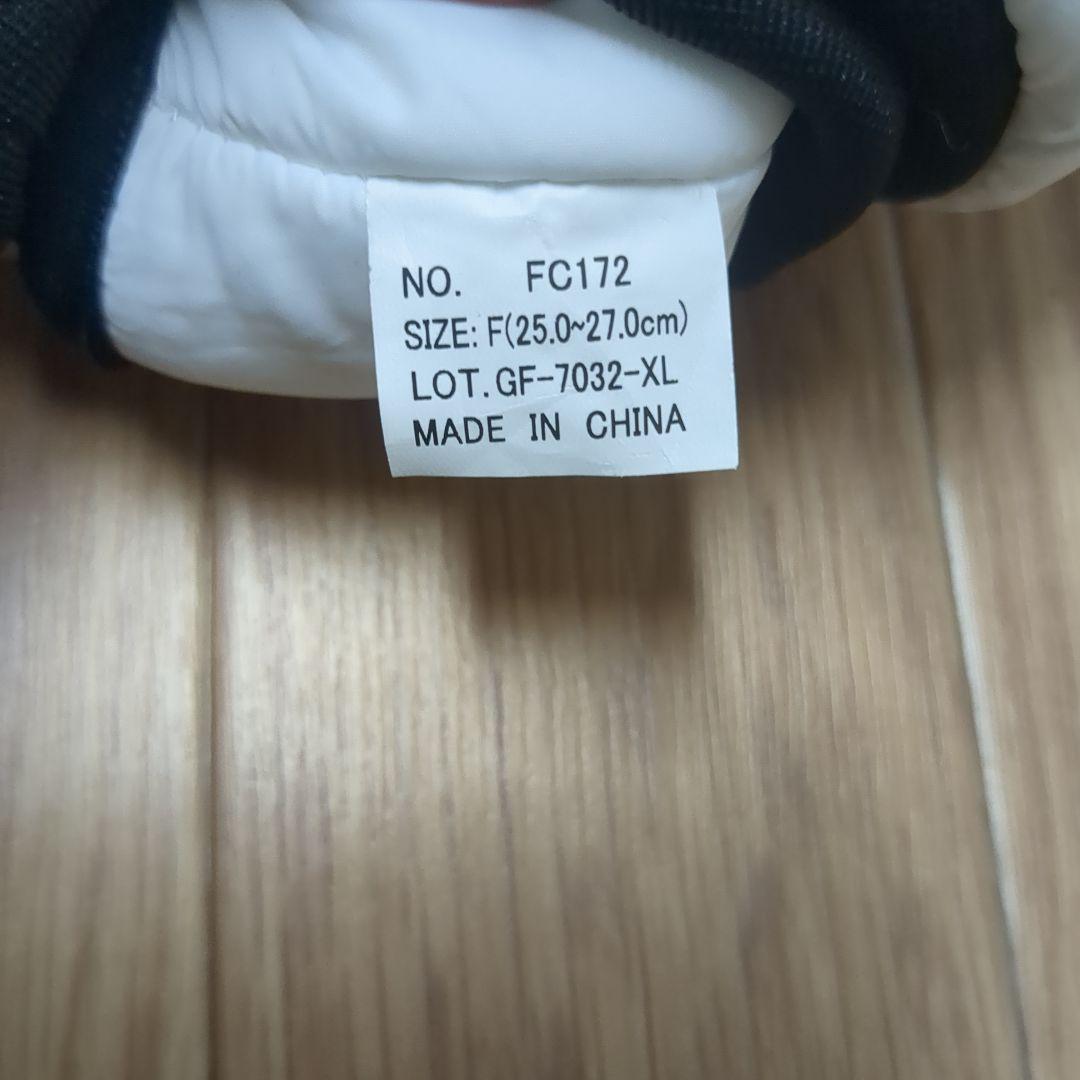 NO. FC172
SIZE: F(25.0~27.0cm)
LOT.GF-7032-XL
MADE IN CHINA